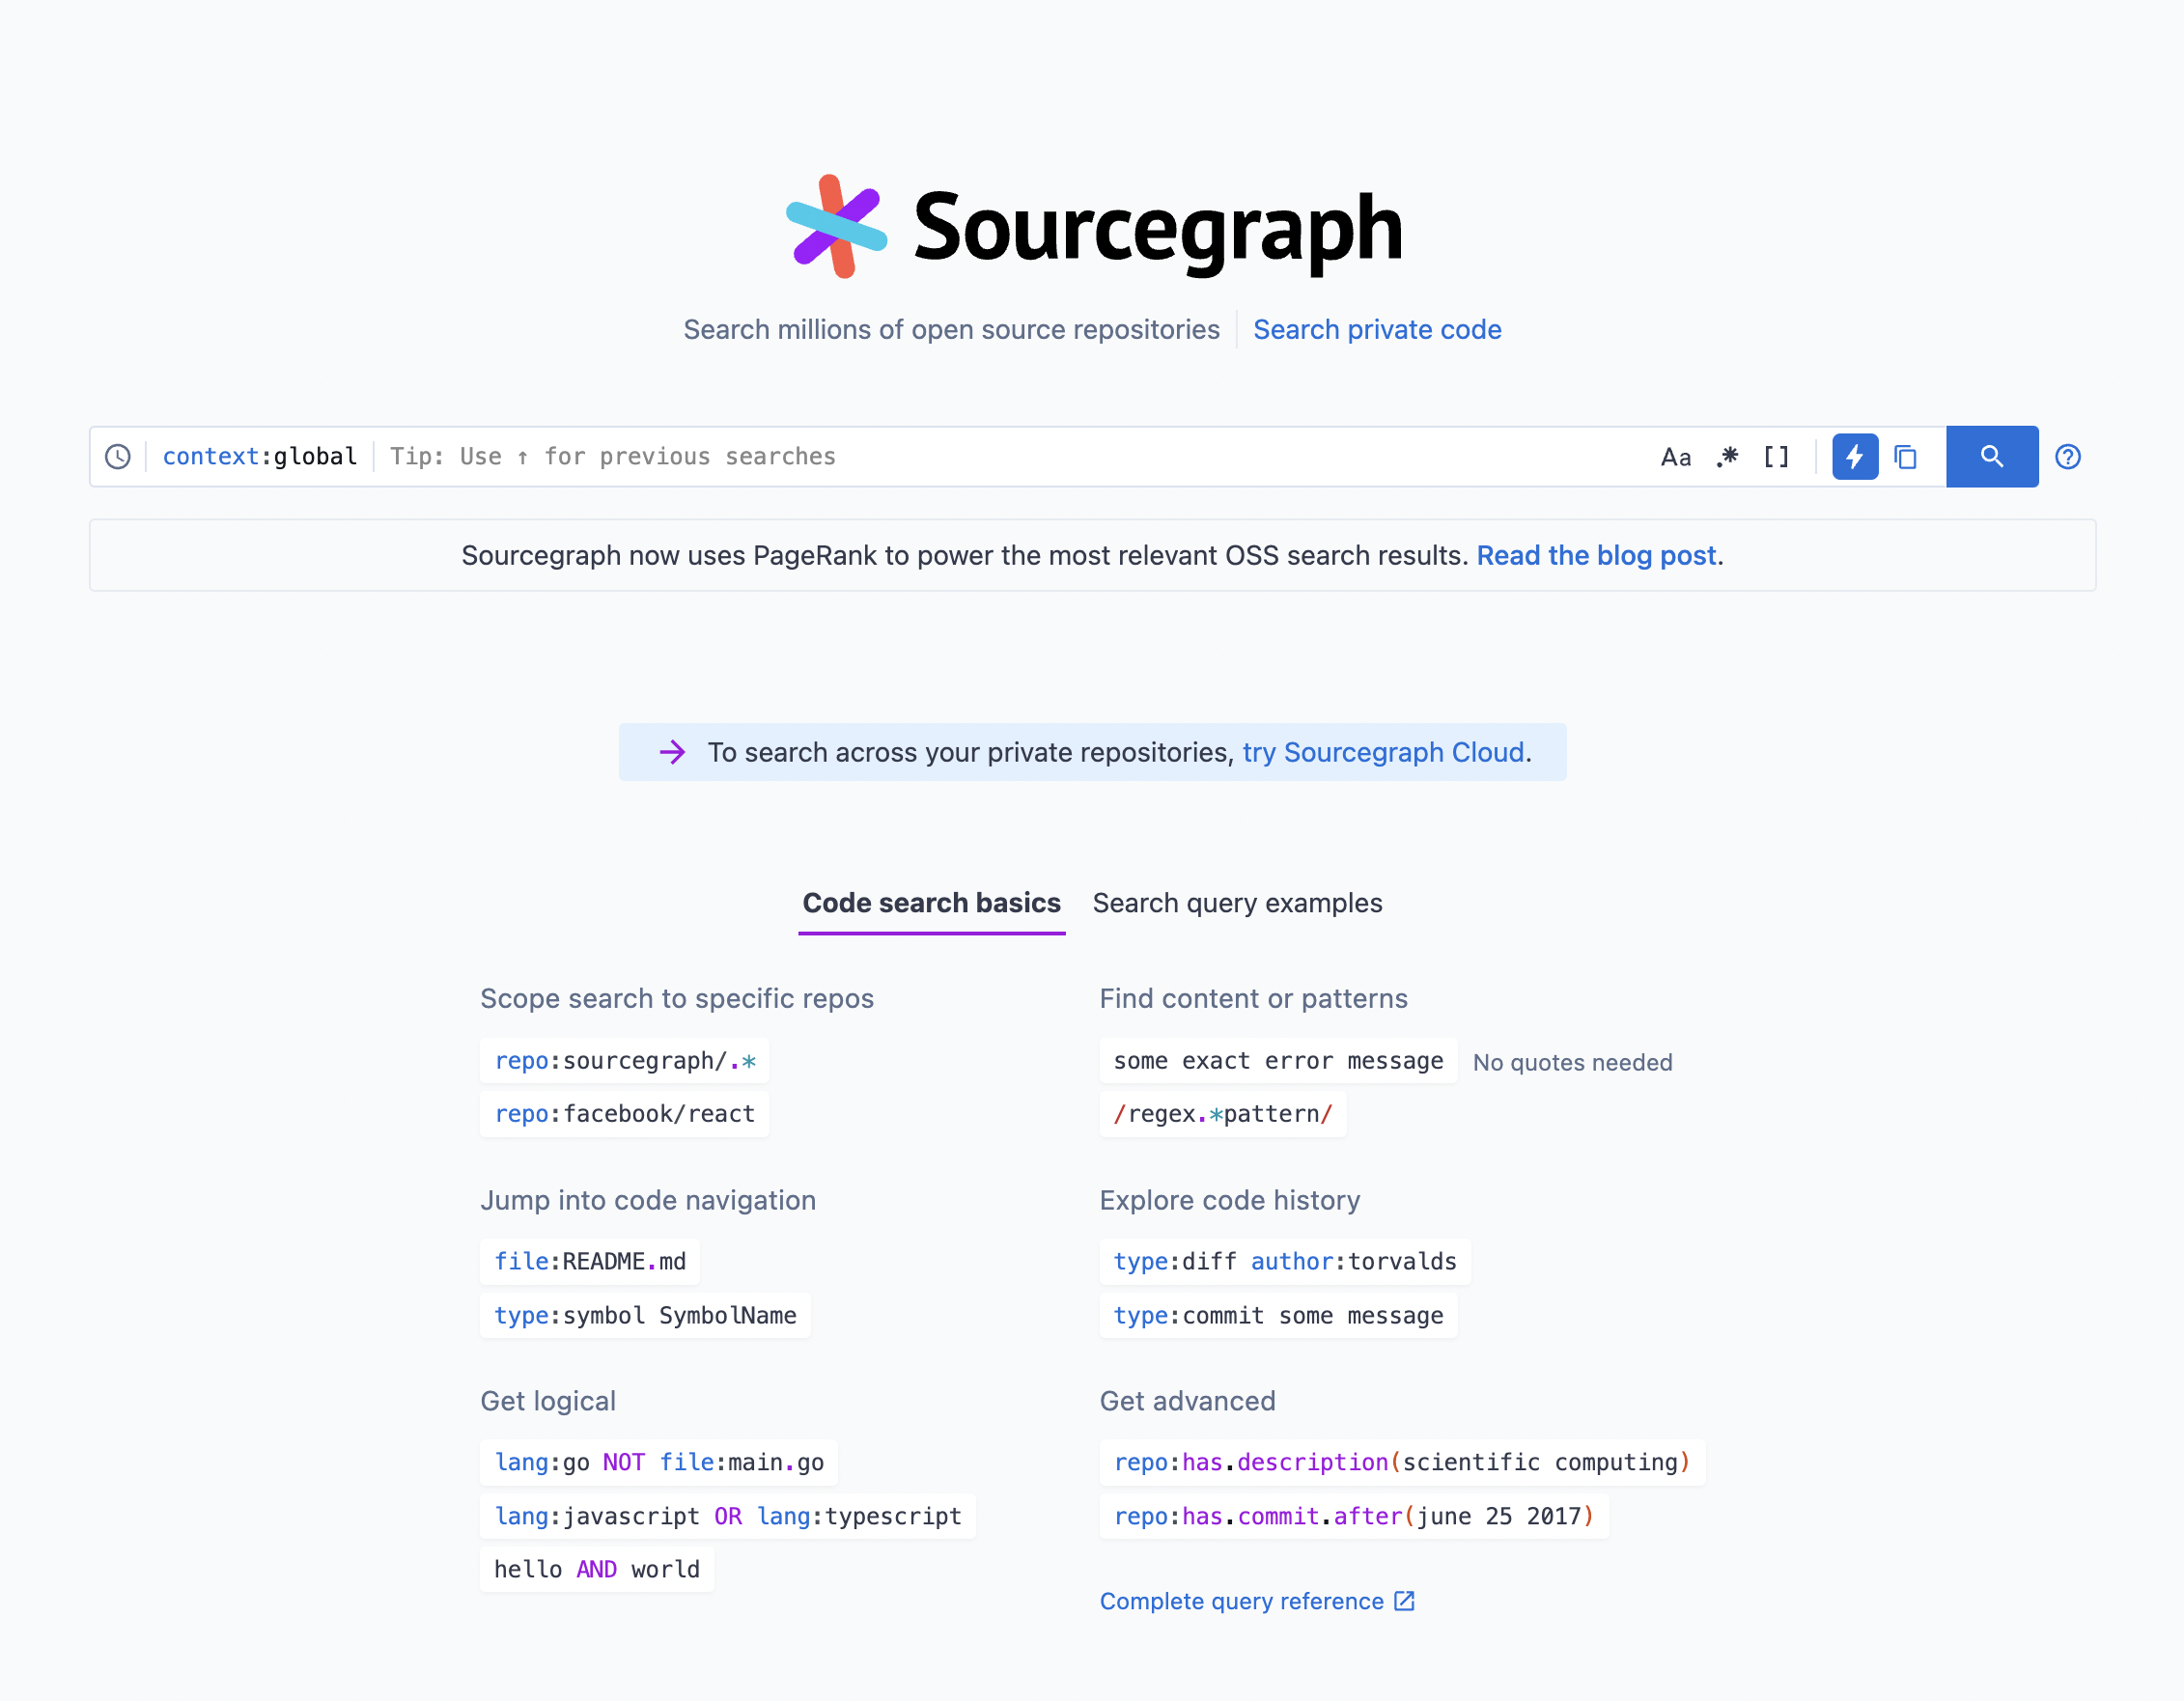 Sourcegraph
Search millions of open source repositories Search private code
context:global Tip: Use ↑ for previous searches Aa .* []
Sourcegraph now uses PageRank to power the most relevant OSS search results. Read the blog post.
→ To search across your private repositories, try Sourcegraph Cloud.
Code search basics Search query examples
Scope search to specific repos
repo:sourcegraph/.*
repo:facebook/react
Find content or patterns
some exact error message No quotes needed
/regex.*pattern/
Jump into code navigation
file:README.md
type:symbol SymbolName
Explore code history
type:diff author:torvalds
type:commit some message
Get logical
lang:go NOT file:main.go
lang:javascript OR lang:typescript
hello AND world
Get advanced
repo:has.description(scientific computing)
repo:has.commit.after(june 25 2017)
Complete query reference